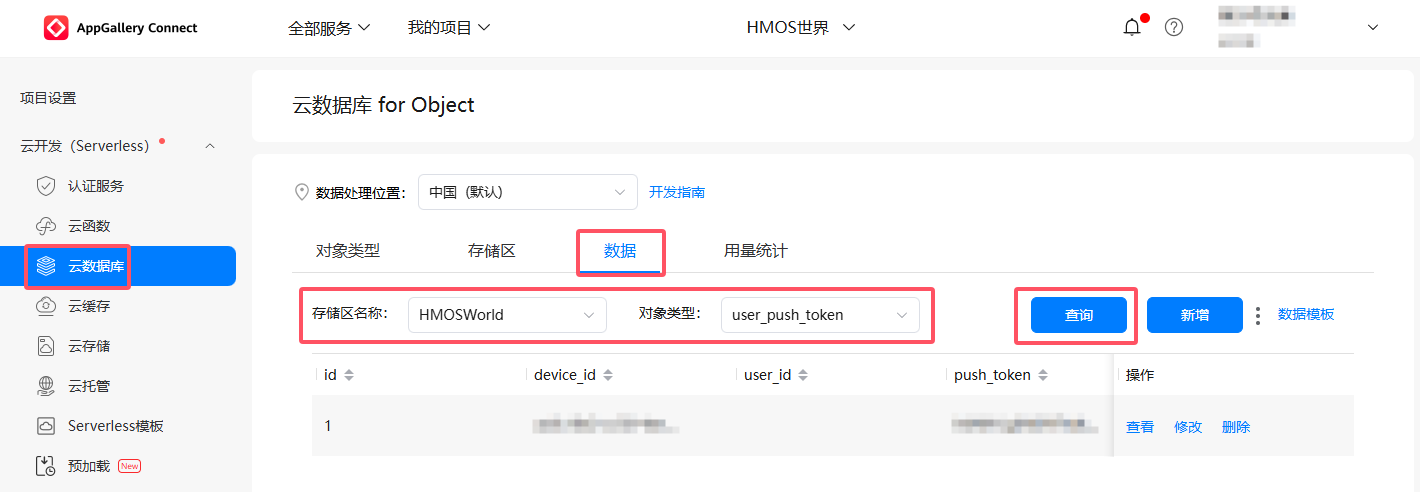 AppGallery Connect 全部服务 我的项目 HMOS世界
项目设置
云开发（Serverless）
认证服务
云函数
云数据库
云缓存
云存储
云托管
Serverless模板
预加载 New
云数据库 for Object
数据处理位置： 中国（默认） 开发指南
对象类型 存储区 数据 用量统计
存储区名称： HMOSWorld 对象类型： user_push_token 查询 新增 数据模板
id device_id user_id push_token 操作
1 查看 修改 删除